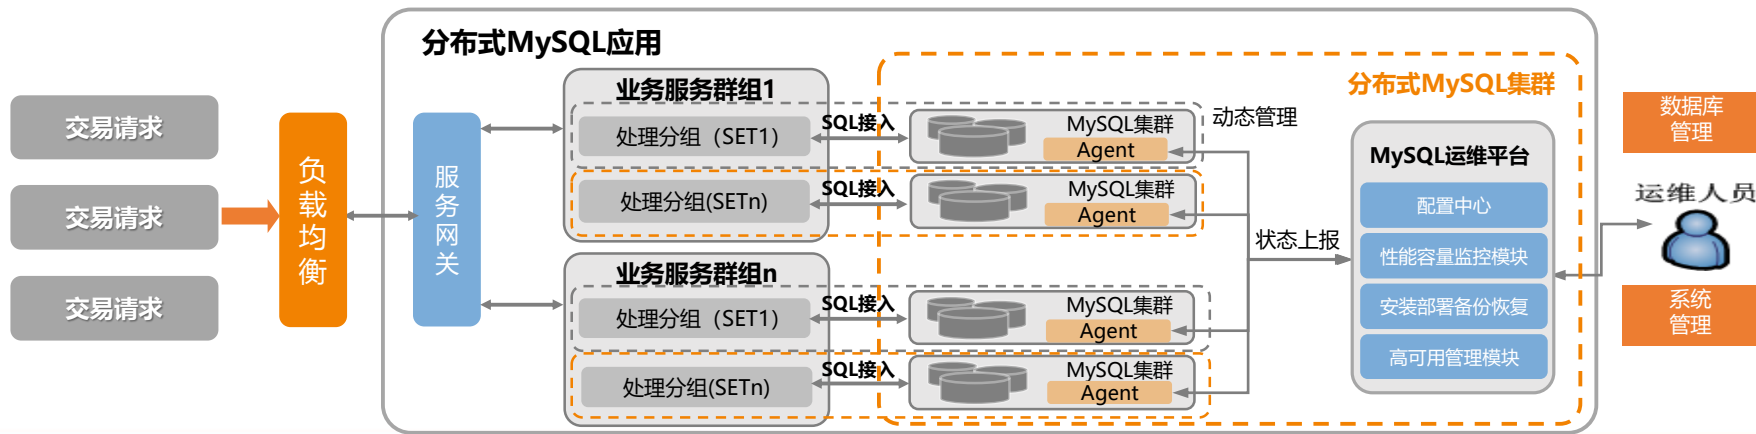 分布式MySQL应用
分布式MySQL集群
交易请求
交易请求
交易请求
负载均衡
服务网关
业务服务群组1
处理分组（SET1）
处理分组(SETn)
业务服务群组n
处理分组（SET1）
处理分组(SETn)
SQL接入
SQL接入
SQL接入
SQL接入
MySQL集群
Agent
MySQL集群
Agent
MySQL集群
Agent
MySQL集群
Agent
动态管理
状态上报
MySQL运维平台
配置中心
性能容量监控模块
安装部署备份恢复
高可用管理模块
数据库
管理
运维人员
系统
管理